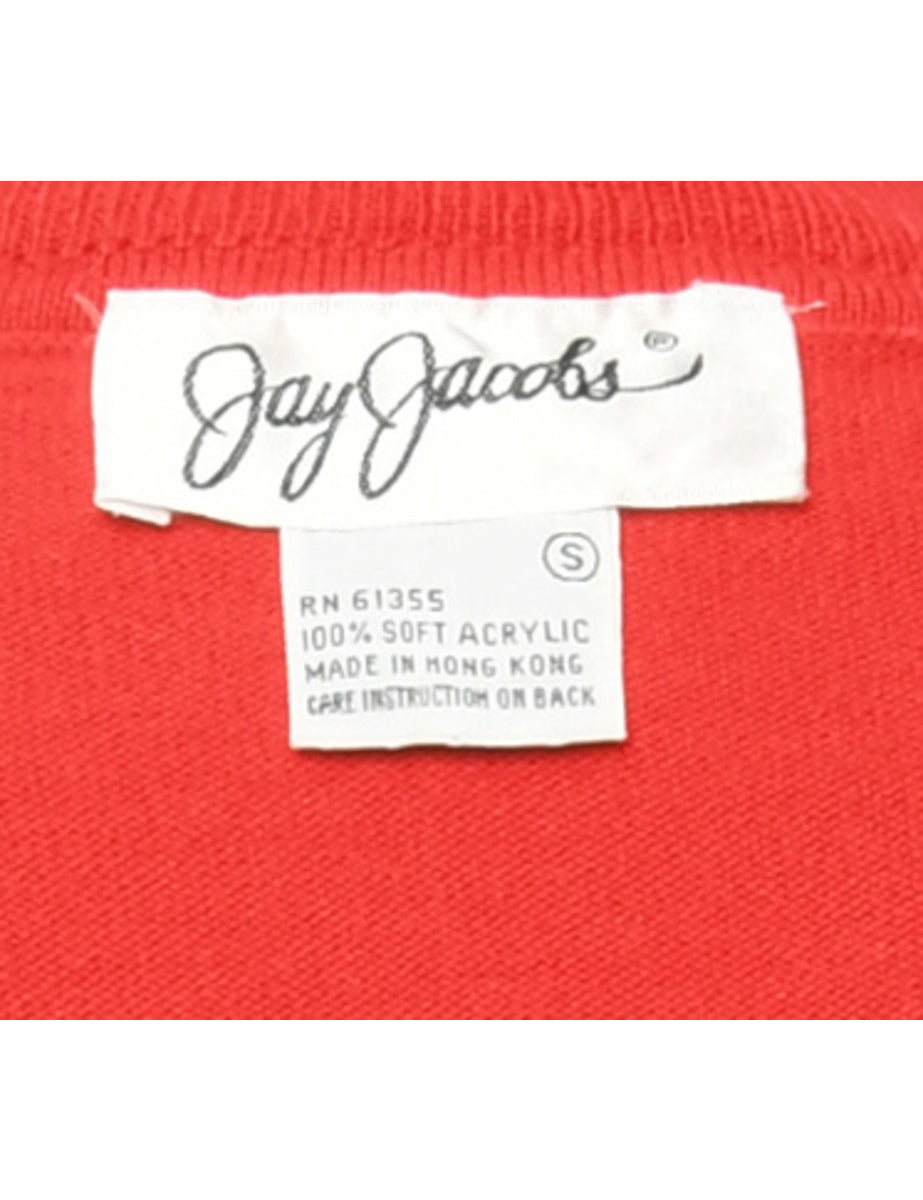 Jay Jacobs®
S
RN 61355
100% SOFT ACRYLIC
MADE IN HONG KONG
CARE INSTRUCTION ON BACK